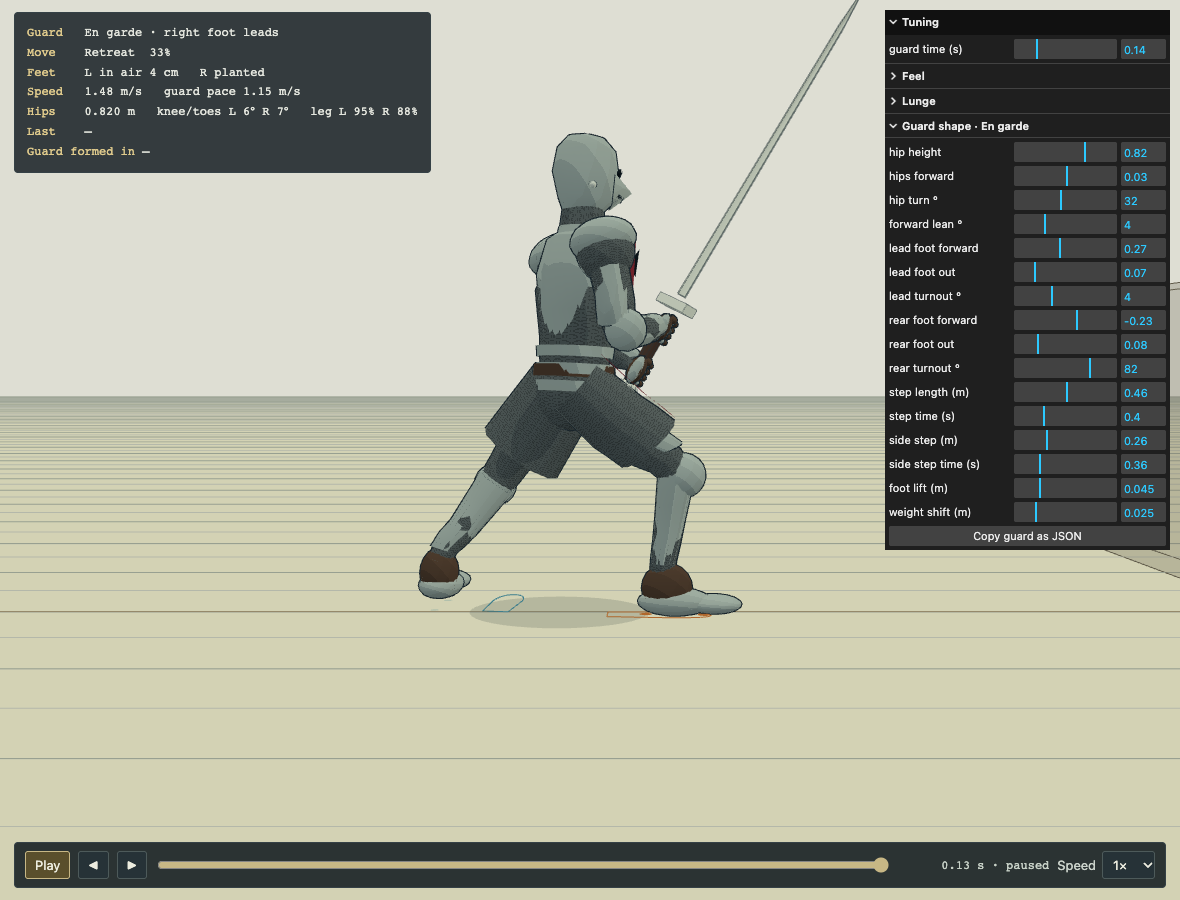 Guard En garde · right foot leads
Move Retreat 33%
Feet L in air 4 cm R planted
Speed 1.48 m/s guard pace 1.15 m/s
Hips 0.820 m knee/toes L 6° R 7° leg L 95% R 88%
Last —
Guard formed in —
Tuning
guard time (s) 0.14
Feel
Lunge
Guard shape · En garde
hip height 0.82
hips forward 0.03
hip turn ° 32
forward lean ° 4
lead foot forward 0.27
lead foot out 0.07
lead turnout ° 4
rear foot forward -0.23
rear foot out 0.08
rear turnout ° 82
step length (m) 0.46
step time (s) 0.4
side step (m) 0.26
side step time (s) 0.36
foot lift (m) 0.045
weight shift (m) 0.025
Copy guard as JSON
Play ◄ ► 0.13 s · paused Speed 1×